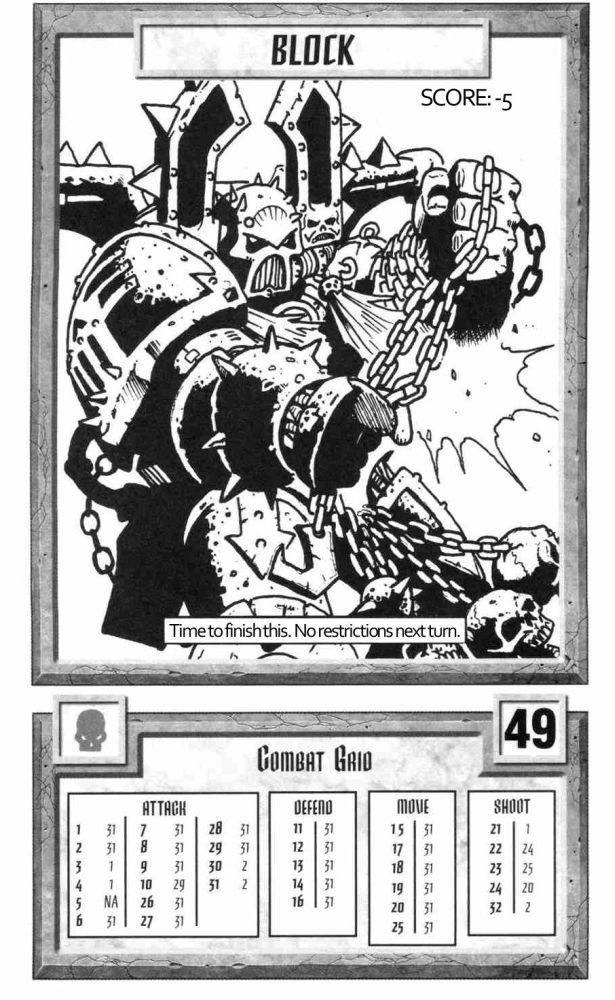 BLOCK
SCORE: -5
Time to finish this. No restrictions next turn.
49
COMBAT GRID
ATTACK
1 31 7 31 28 31
2 31 8 31 29 31
3 1 9 31 30 2
4 1 10 29 31 2
5 NA 26 31
6 31 27 31
DEFEND
11 31
12 31
13 31
14 31
16 31
MOVE
15 31
17 31
18 31
19 31
20 31
25 31
SHOOT
21 1
22 24
23 25
24 20
32 2